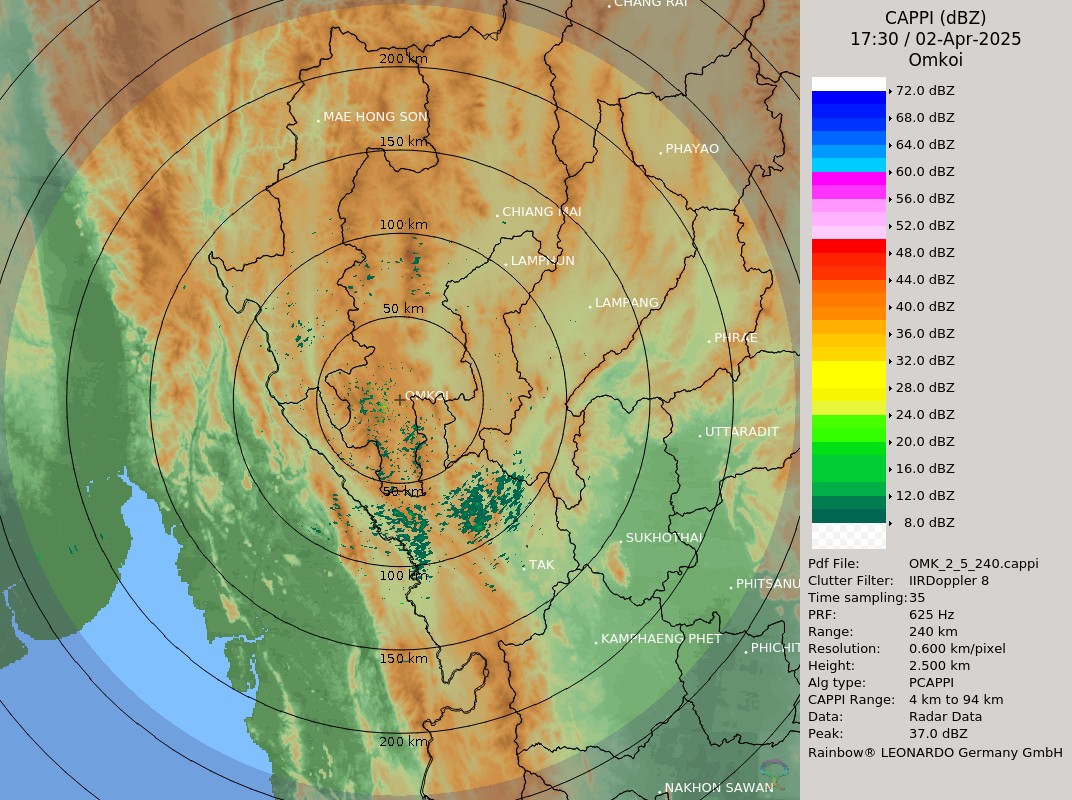 CHANG RAI
200 km
MAE HONG SON
150 km
PHAYAO
CHIANG MAI
100 km
LAMPHUN
LAMPANG
50 km
PHRAE
OMKOI
UTTARADIT
50 km
SUKHOTHAI
TAK
100 km
PHITSANU
KAMPHAENG PHET
PHICHIT
150 km
200 km
NAKHON SAWAN
CAPPI (dBZ)
17:30 / 02-Apr-2025
Omkoi
72.0 dBZ
68.0 dBZ
64.0 dBZ
60.0 dBZ
56.0 dBZ
52.0 dBZ
48.0 dBZ
44.0 dBZ
40.0 dBZ
36.0 dBZ
32.0 dBZ
28.0 dBZ
24.0 dBZ
20.0 dBZ
16.0 dBZ
12.0 dBZ
8.0 dBZ
Pdf File: OMK_2_5_240.cappi
Clutter Filter: IIRDoppler 8
Time sampling: 35
PRF: 625 Hz
Range: 240 km
Resolution: 0.600 km/pixel
Height: 2.500 km
Alg type: PCAPPI
CAPPI Range: 4 km to 94 km
Data: Radar Data
Peak: 37.0 dBZ
Rainbow® LEONARDO Germany GmbH